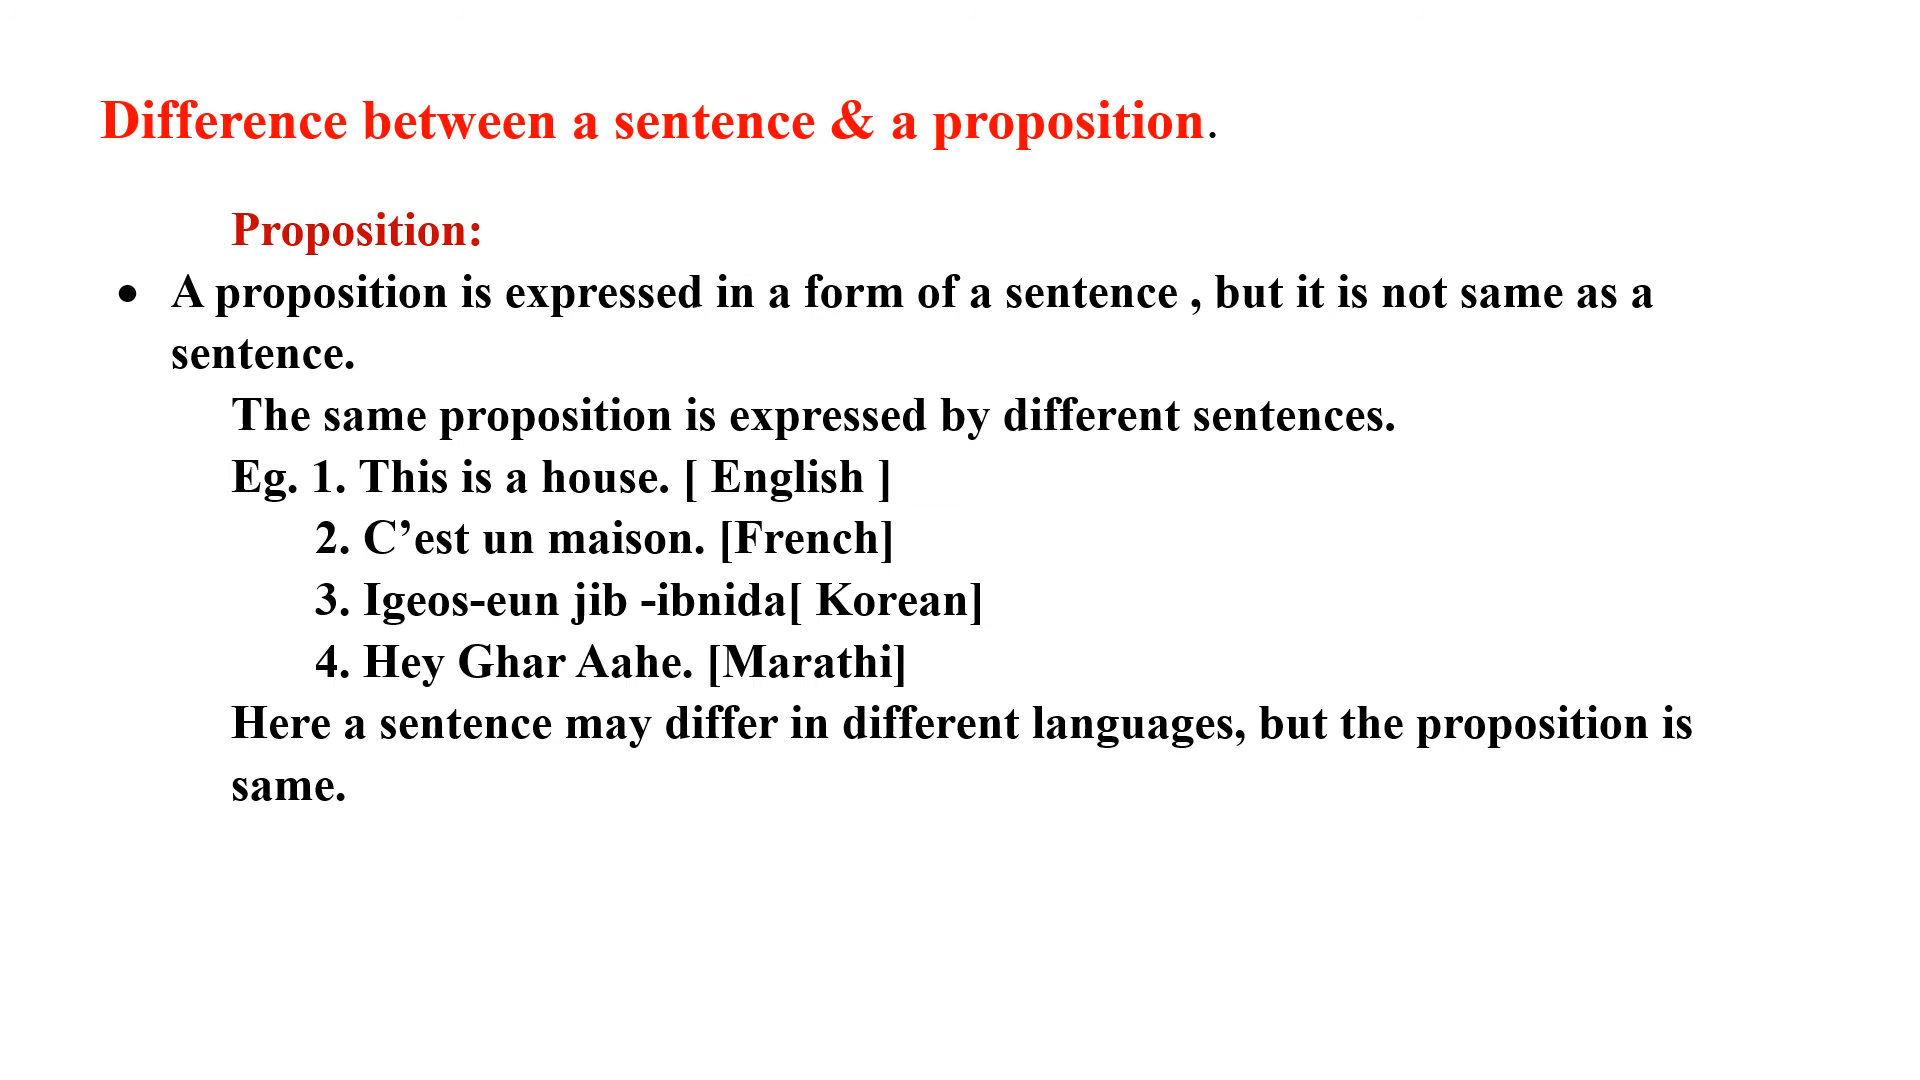 Difference between a sentence & a proposition.
Proposition:
• A proposition is expressed in a form of a sentence , but it is not same as a
sentence.
The same proposition is expressed by different sentences.
Eg. 1. This is a house. [ English ]
2. C’est un maison. [French]
3. Igeos-eun jib -ibnida[ Korean]
4. Hey Ghar Aahe. [Marathi]
Here a sentence may differ in different languages, but the proposition is
same.